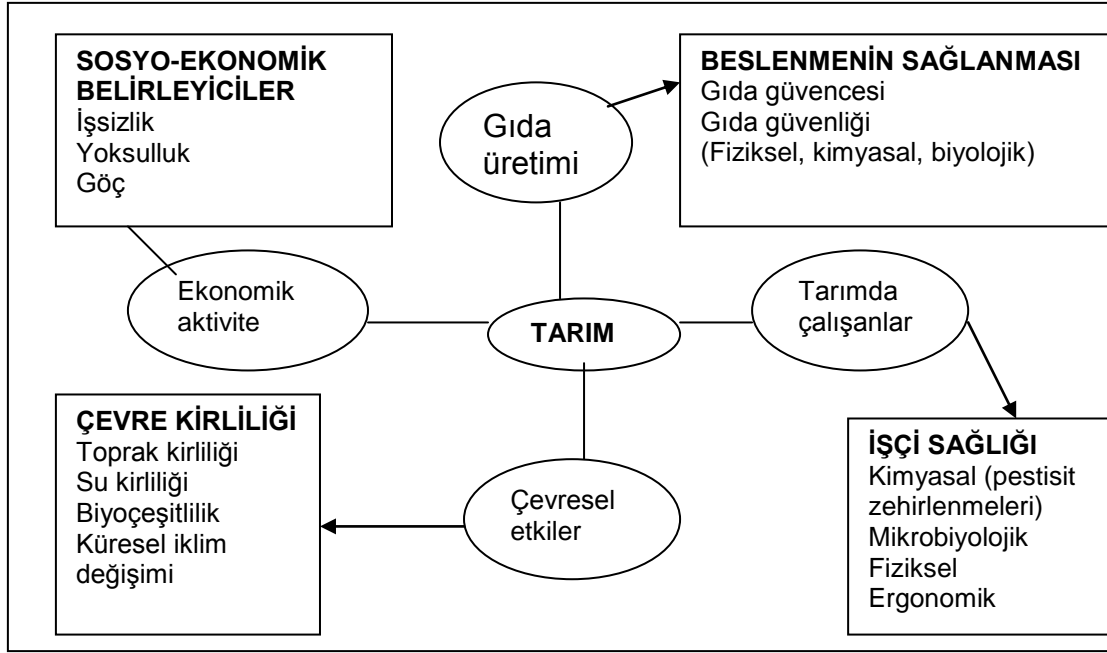 SOSYO-EKONOMİK
BELİRLEYİCİLER
İşsizlik
Yoksulluk
Göç
Gıda
üretimi
BESLENMENİN SAĞLANMASI
Gıda güvencesi
Gıda güvenliği
(Fiziksel, kimyasal, biyolojik)
Ekonomik
aktivite
TARIM
Tarımda
çalışanlar
ÇEVRE KİRLİLİĞİ
Toprak kirliliği
Su kirliliği
Biyoçeşitlilik
Küresel iklim
değişimi
Çevresel
etkiler
İŞÇİ SAĞLIĞI
Kimyasal (pestisit
zehirlenmeleri)
Mikrobiyolojik
Fiziksel
Ergonomik